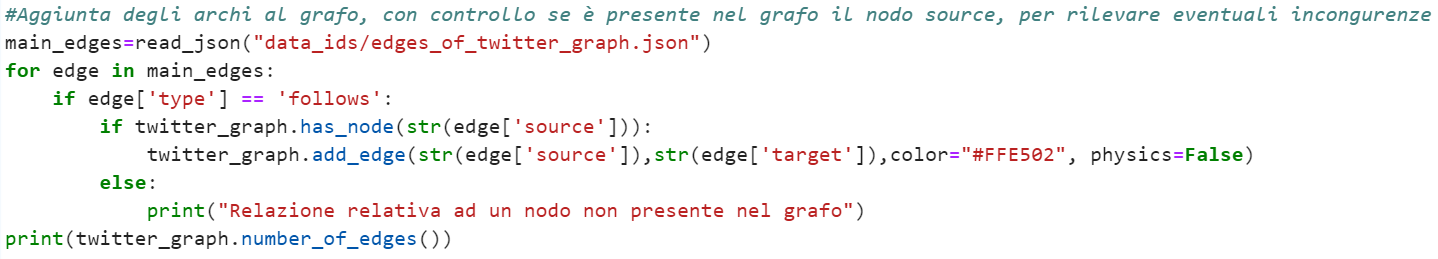 #Aggiunta degli archi al grafo, con controllo se è presente nel grafo il nodo source, per rilevare eventuali incongurenze
main_edges=read_json("data_ids/edges_of_twitter_graph.json")
for edge in main_edges:
    if edge['type'] == 'follows':
        if twitter_graph.has_node(str(edge['source'])):
            twitter_graph.add_edge(str(edge['source']),str(edge['target']),color="#FFE502", physics=False)
        else:
            print("Relazione relativa ad un nodo non presente nel grafo")
print(twitter_graph.number_of_edges())